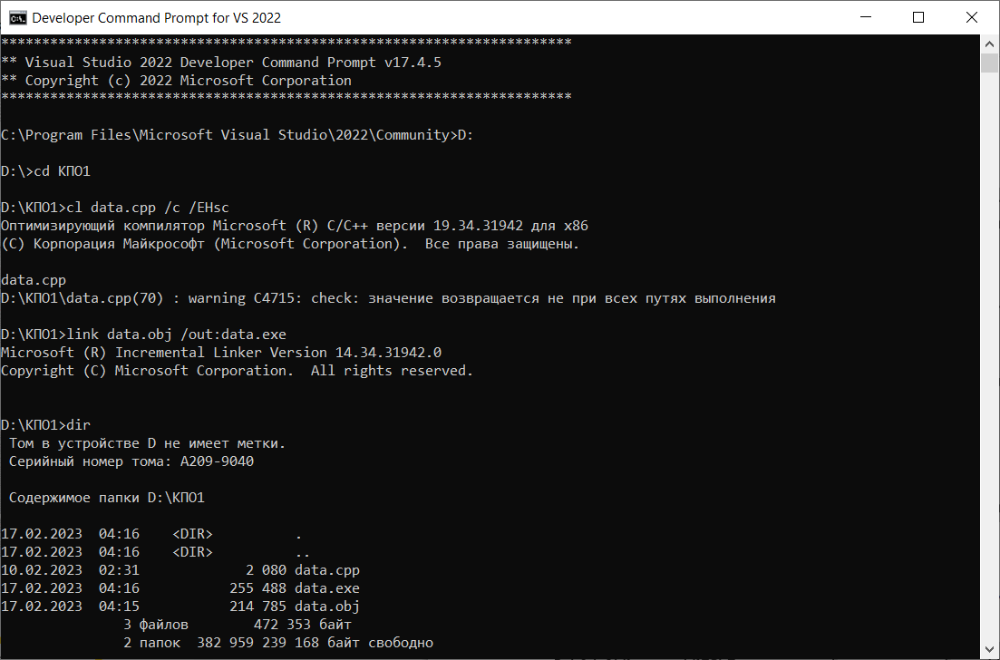 Developer Command Prompt for VS 2022
**********************************************************************
** Visual Studio 2022 Developer Command Prompt v17.4.5
** Copyright (c) 2022 Microsoft Corporation
**********************************************************************
C:\Program Files\Microsoft Visual Studio\2022\Community>D:
D:\>cd КПО1
D:\КПО1>cl data.cpp /c /EHsc
Оптимизирующий компилятор Microsoft (R) C/C++ версии 19.34.31942 для x86
(C) Корпорация Майкрософт (Microsoft Corporation).  Все права защищены.
data.cpp
D:\КПО1\data.cpp(70) : warning C4715: check: значение возвращается не при всех путях выполнения
D:\КПО1>link data.obj /out:data.exe
Microsoft (R) Incremental Linker Version 14.34.31942.0
Copyright (C) Microsoft Corporation.  All rights reserved.
D:\КПО1>dir
Том в устройстве D не имеет метки.
Серийный номер тома: A209-9040
Содержимое папки D:\КПО1
17.02.2023  04:16    <DIR>          .
17.02.2023  04:16    <DIR>          ..
10.02.2023  02:31             2 080 data.cpp
17.02.2023  04:16           255 488 data.exe
17.02.2023  04:15           214 785 data.obj
3 файлов        472 353 байт
2 папок  382 959 239 168 байт свободно